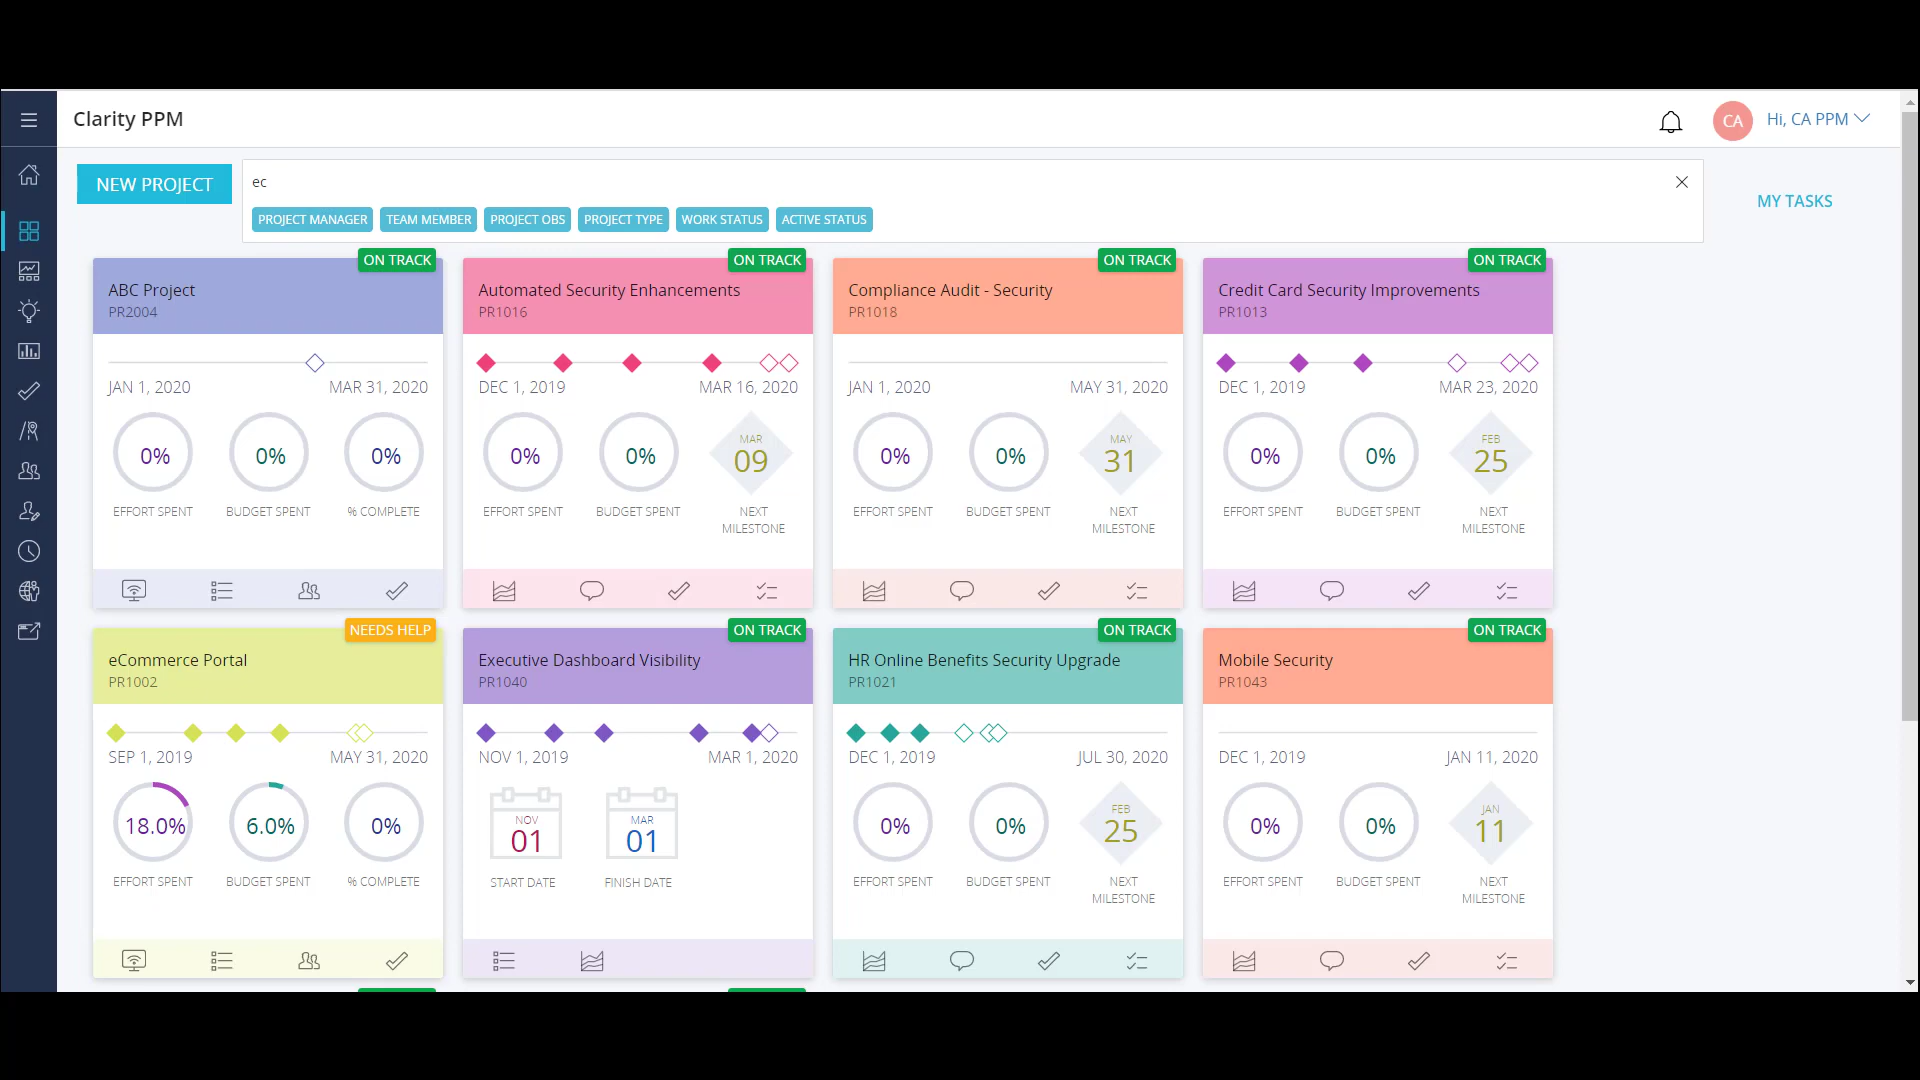 Clarity PPM
CA
Hi, CA PPM
NEW PROJECT
ec
PROJECT MANAGER TEAM MEMBER PROJECT OBS PROJECT TYPE WORK STATUS ACTIVE STATUS
MY TASKS
ON TRACK
ABC Project
PR2004
JAN 1, 2020 MAR 31, 2020
0% 0% 0%
EFFORT SPENT BUDGET SPENT % COMPLETE
ON TRACK
Automated Security Enhancements
PR1016
DEC 1, 2019 MAR 16, 2020
0% 0% MAR 09
EFFORT SPENT BUDGET SPENT NEXT MILESTONE
ON TRACK
Compliance Audit - Security
PR1018
JAN 1, 2020 MAY 31, 2020
0% 0% MAY 31
EFFORT SPENT BUDGET SPENT NEXT MILESTONE
ON TRACK
Credit Card Security Improvements
PR1013
DEC 1, 2019 MAR 23, 2020
0% 0% FEB 25
EFFORT SPENT BUDGET SPENT NEXT MILESTONE
NEEDS HELP
eCommerce Portal
PR1002
SEP 1, 2019 MAY 31, 2020
18.0% 6.0% 0%
EFFORT SPENT BUDGET SPENT % COMPLETE
ON TRACK
Executive Dashboard Visibility
PR1040
NOV 1, 2019 MAR 1, 2020
NOV 01 MAR 01
START DATE FINISH DATE
ON TRACK
HR Online Benefits Security Upgrade
PR1021
DEC 1, 2019 JUL 30, 2020
0% 0% FEB 25
EFFORT SPENT BUDGET SPENT NEXT MILESTONE
ON TRACK
Mobile Security
PR1043
DEC 1, 2019 JAN 11, 2020
0% 0% JAN 11
EFFORT SPENT BUDGET SPENT NEXT MILESTONE